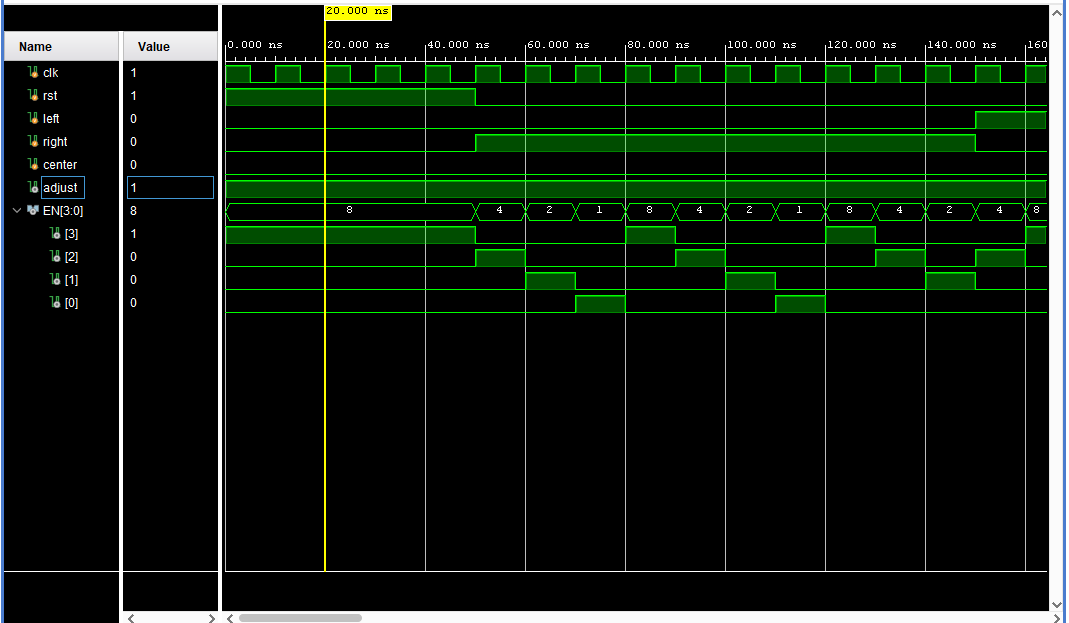 20.000 ns
Name Value
0.000 ns 20.000 ns 40.000 ns 60.000 ns 80.000 ns 100.000 ns 120.000 ns 140.000 ns 160
clk 1
rst 1
left 0
right 0
center 0
adjust 1
EN[3:0] 8 8 4 2 1 8 4 2 1 8 4 2 4 8
[3] 1
[2] 0
[1] 0
[0] 0